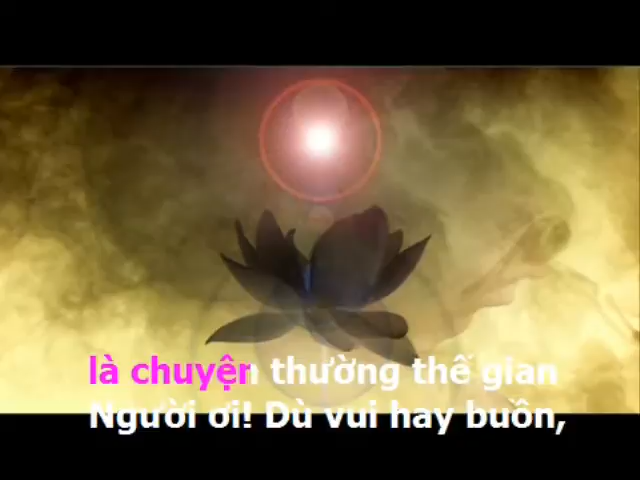 là chuyện thường thế gian
Người ơi! Dù vui hay buồn,